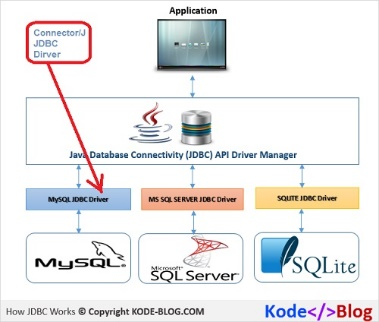 Application
Connector/J
JDBC
Dirver
Java Database Connectivity (JDBC) API Driver Manager
MySQL JDBC Driver
MS SQL SERVER JDBC Driver
SQLITE JDBC Driver
MySQL
Microsoft
SQL Server
SQLite
How JDBC Works © Copyright KODE-BLOG.COM
Kode</>Blog